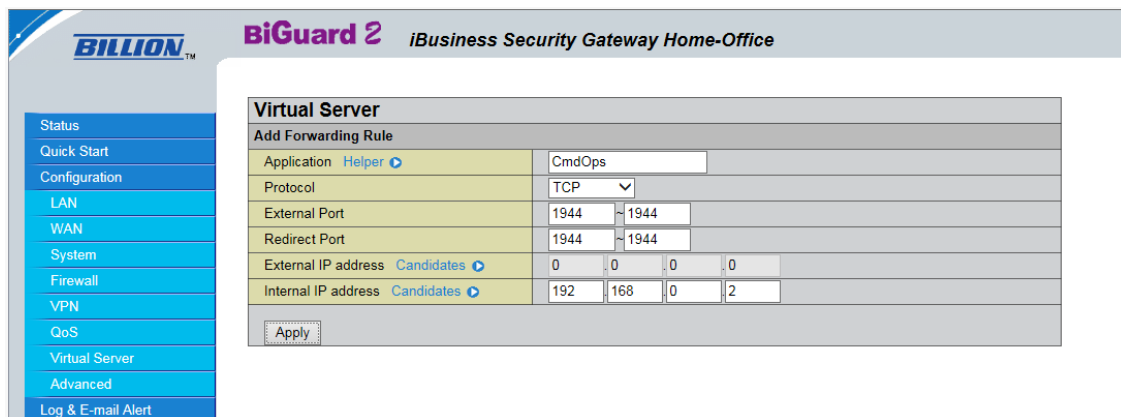 BILLION TM
BiGuard 2 iBusiness Security Gateway Home-Office
Status
Quick Start
Configuration
LAN
WAN
System
Firewall
VPN
QoS
Virtual Server
Advanced
Log & E-mail Alert
Virtual Server
Add Forwarding Rule
Application Helper CmdOps
Protocol TCP
External Port 1944 ~ 1944
Redirect Port 1944 ~ 1944
External IP address Candidates 0 . 0 . 0 . 0
Internal IP address Candidates 192 . 168 . 0 . 2
Apply